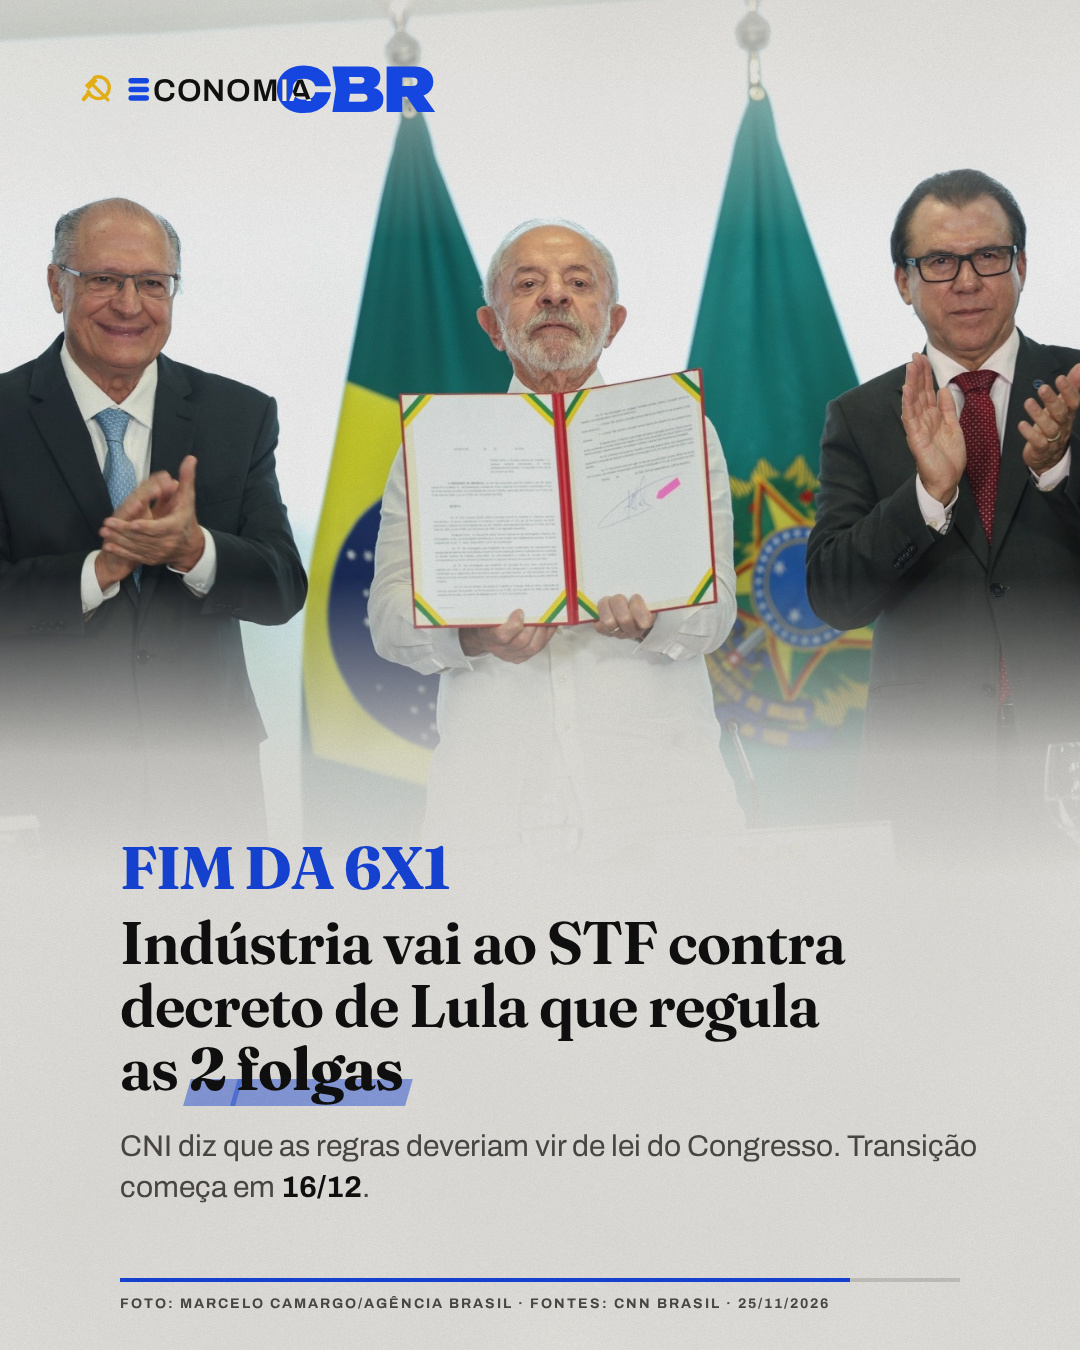 ECONOMIA CBR
FIM DA 6X1
Indústria vai ao STF contra
decreto de Lula que regula
as 2 folgas
CNI diz que as regras deveriam vir de lei do Congresso. Transição
começa em 16/12.
FOTO: MARCELO CAMARGO/AGÊNCIA BRASIL · FONTES: CNN BRASIL · 25/11/2026